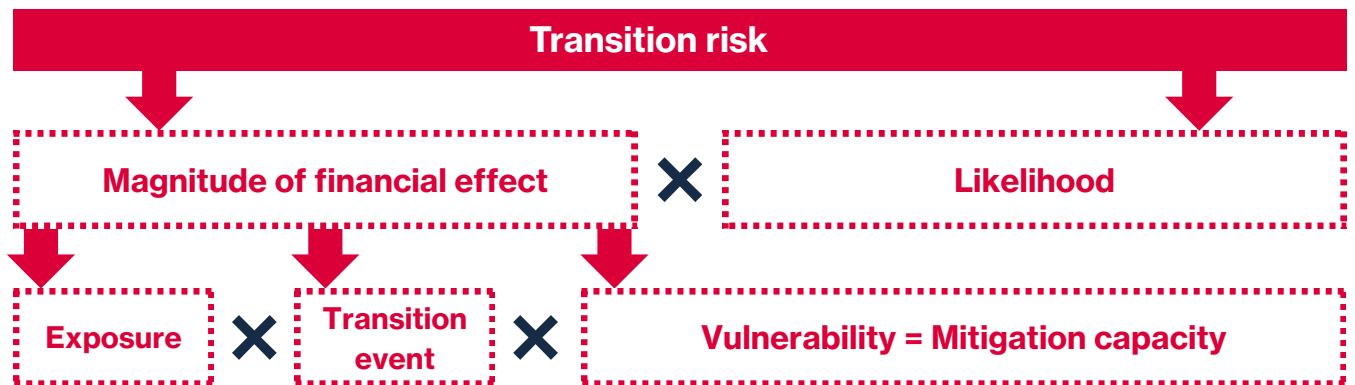 Transition risk
Magnitude of financial effect
Likelihood
Exposure
Transition
event
Vulnerability = Mitigation capacity